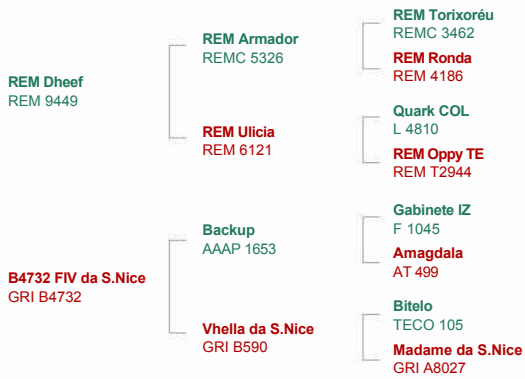 REM Dheef
REM 9449
REM Armador
REMC 5326
REM Torixoréu
REMC 3462
REM Ronda
REM 4186
REM Ulicia
REM 6121
Quark COL
L 4810
REM Oppy TE
REM T2944
B4732 FIV da S.Nice
GRI B4732
Backup
AAAP 1653
Gabinete IZ
F 1045
Amagdala
AT 499
Vhella da S.Nice
GRI B590
Bitelo
TECO 105
Madame da S.Nice
GRI A8027